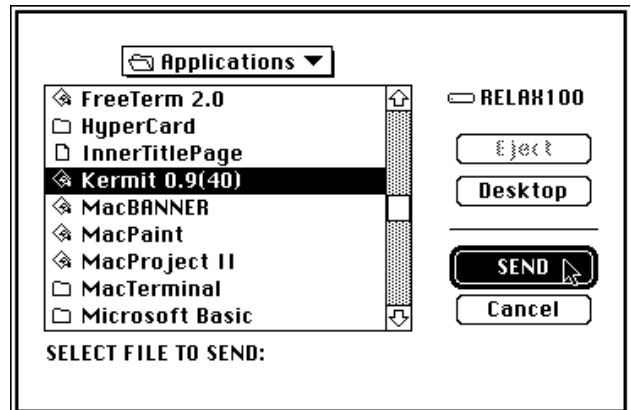 Applications
FreeTerm 2.0
HyperCard
InnerTitlePage
Kermit 0.9(40)
MacBANNER
MacPaint
MacProject II
MacTerminal
Microsoft Basic
SELECT FILE TO SEND:
RELAX100
Eject
Desktop
SEND
Cancel